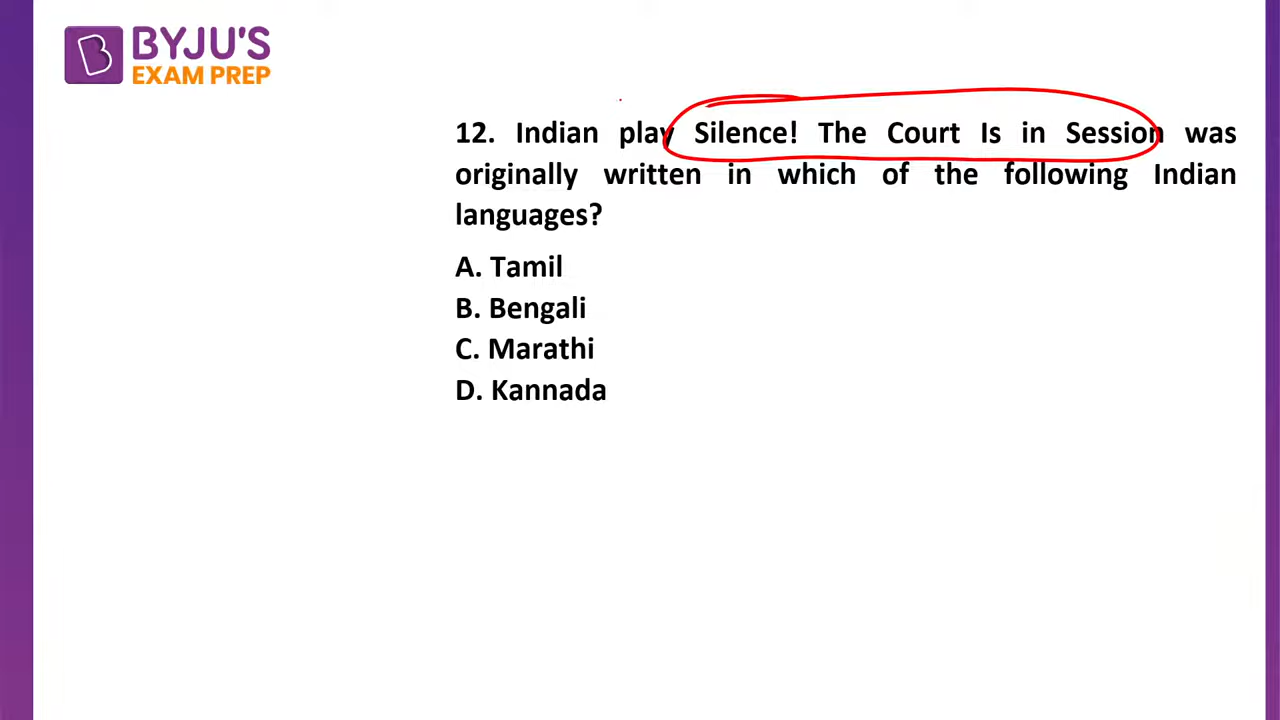 BYJU'S
EXAM PREP
12. Indian play Silence! The Court Is in Session was
originally written in which of the following Indian
languages?
A. Tamil
B. Bengali
C. Marathi
D. Kannada